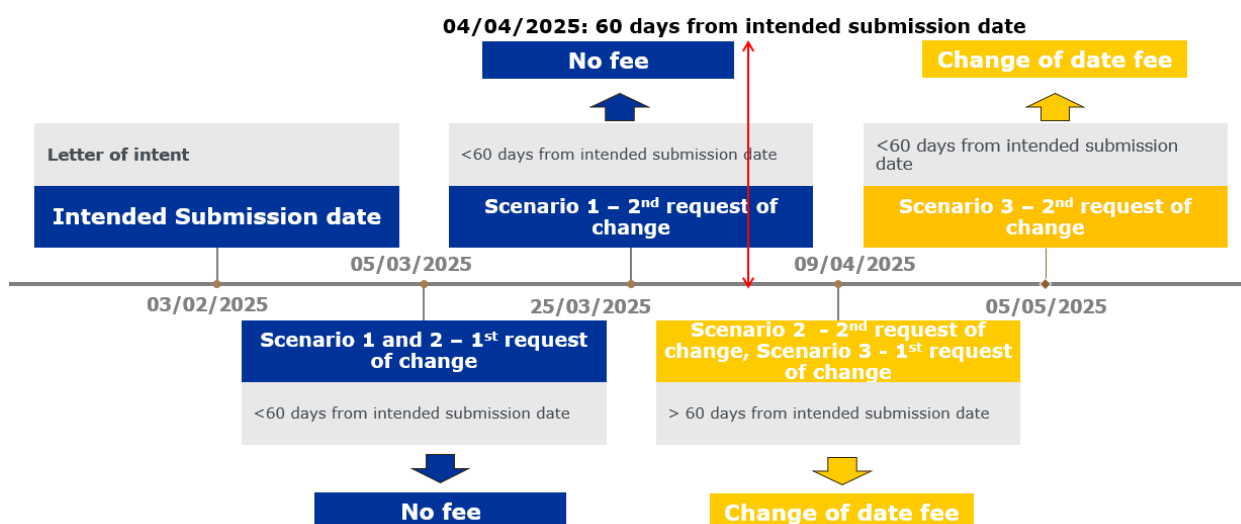 04/04/2025: 60 days from intended submission date
No fee
Change of date fee
Letter of intent
<60 days from intended submission date
<60 days from intended submission
date
Intended Submission date
Scenario 1 – 2nd request of
change
Scenario 3 – 2nd request of
change
05/03/2025
09/04/2025
03/02/2025
25/03/2025
05/05/2025
Scenario 1 and 2 – 1st request
of change
Scenario 2  - 2nd request of
change, Scenario 3 - 1st request
of change
<60 days from intended submission date
> 60 days from intended submission date
No fee
Change of date fee